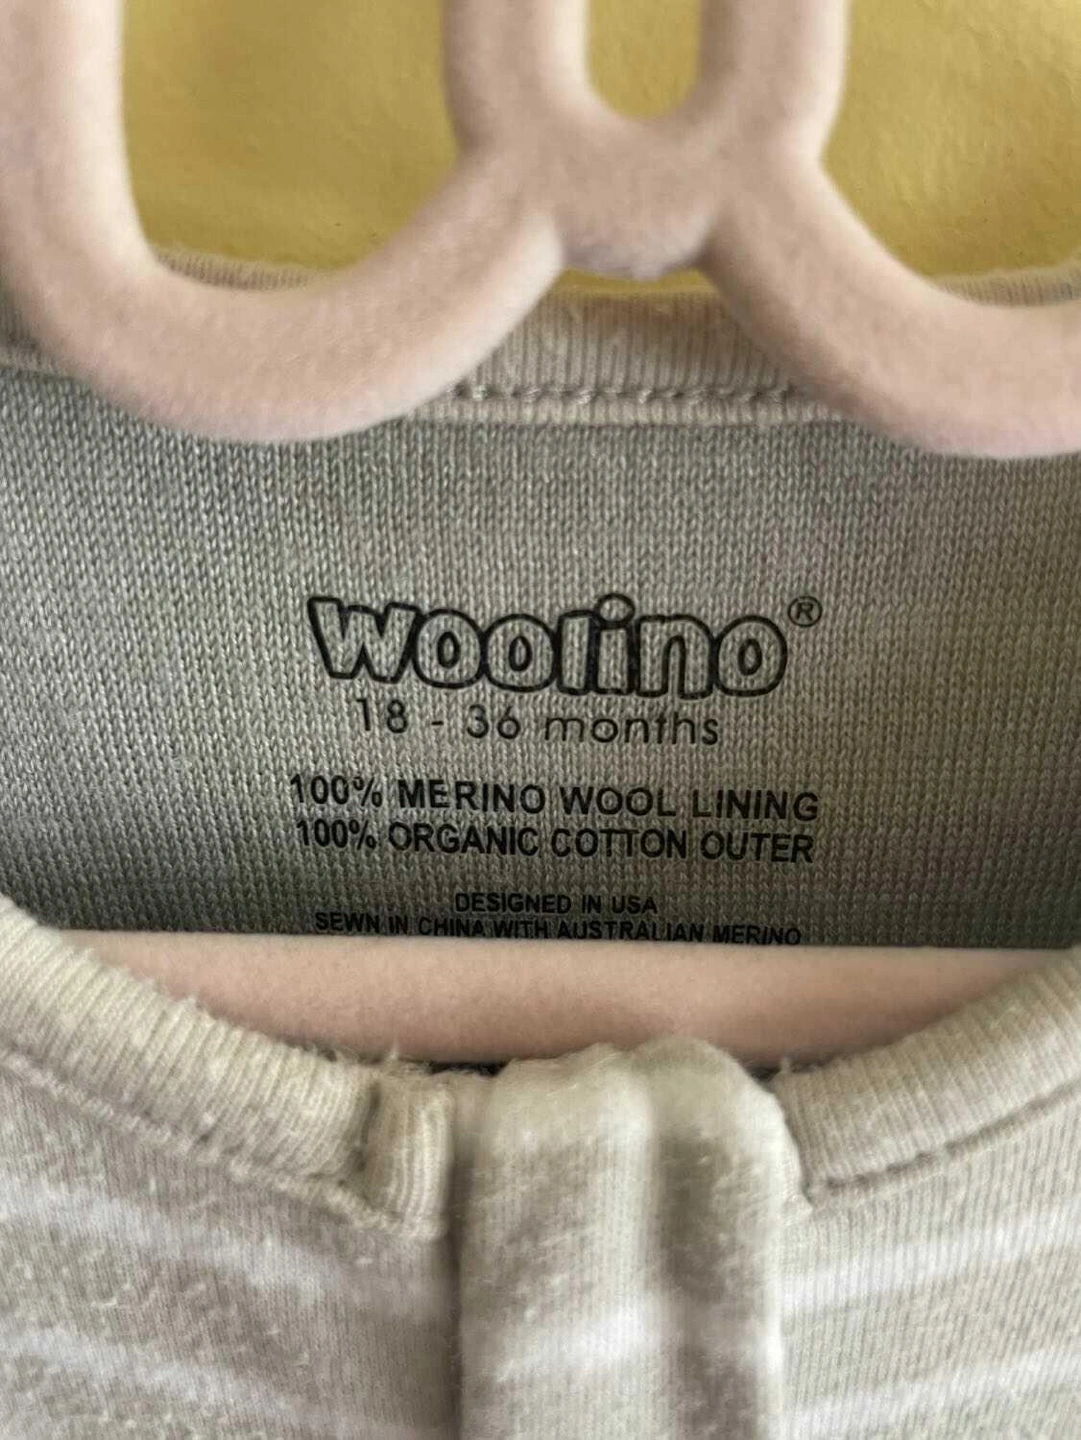 woolino®
18 - 36 months
100% MERINO WOOL LINING
100% ORGANIC COTTON OUTER
DESIGNED IN USA
SEWN IN CHINA WITH AUSTRALIAN MERINO